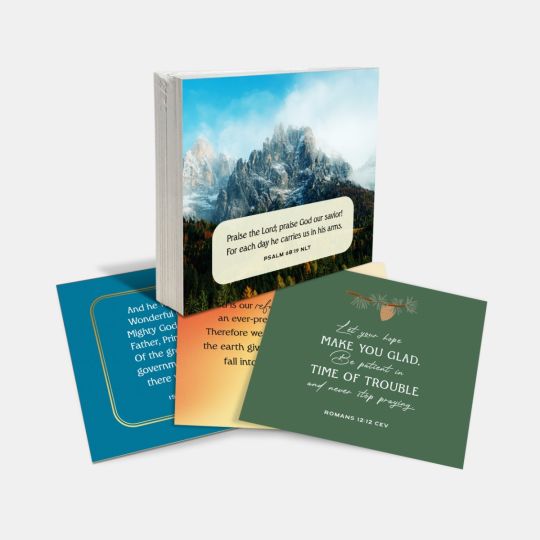 Praise the Lord; praise God our savior!
For each day he carries us in his arms.
PSALM 68:19 NLT
And he
Wonderful
Mighty God
Father, Prin
Of the gr
governm
there
is our
an ever-pre
Therefore we
the earth giv
fall into
Let your hope
MAKE YOU GLAD.
Be patient in
TIME OF TROUBLE
and never stop praying.
ROMANS 12:12 CEV